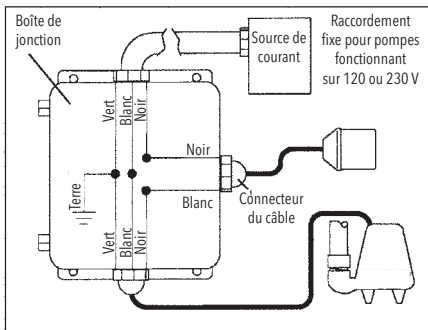 Boîte de
jonction
Source de
courant
Raccordement
fixe pour pompes
fonctionnant
sur 120 ou 230 V
Vert
Blanc
Noir
Noir
Terre
Blanc
Connecteur
du câble
Vert
Blanc
Noir